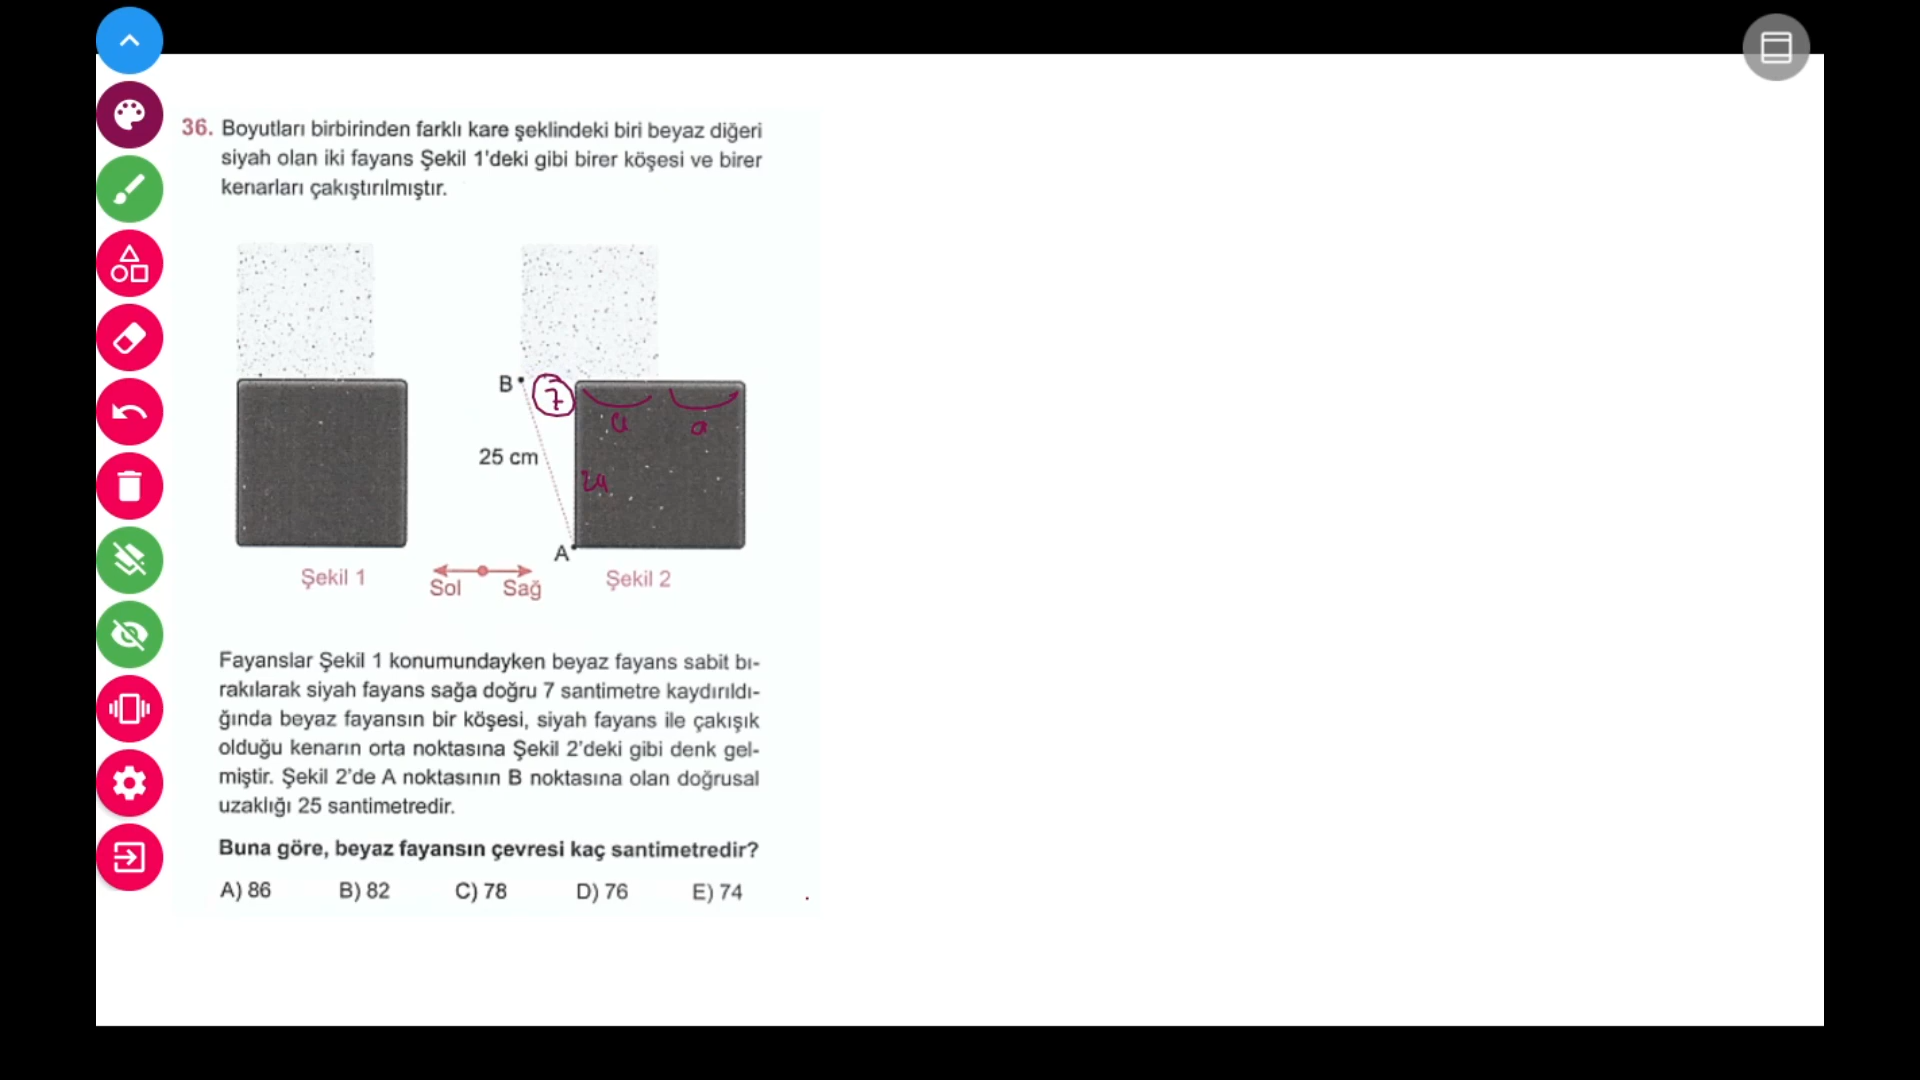 36. Boyutları birbirinden farklı kare şeklindeki biri beyaz diğeri
siyah olan iki fayans Şekil 1'deki gibi birer köşesi ve birer
kenarları çakıştırılmıştır.
B
7
a
a
25 cm
24
A
Şekil 1
Sol
Sağ
Şekil 2
Fayanslar Şekil 1 konumundayken beyaz fayans sabit bı-
rakılarak siyah fayans sağa doğru 7 santimetre kaydırıldı-
ğında beyaz fayansın bir köşesi, siyah fayans ile çakışık
olduğu kenarın orta noktasına Şekil 2'deki gibi denk gel-
miştir. Şekil 2'de A noktasının B noktasına olan doğrusal
uzaklığı 25 santimetredir.
Buna göre, beyaz fayansın çevresi kaç santimetredir?
A) 86 B) 82 C) 78 D) 76 E) 74